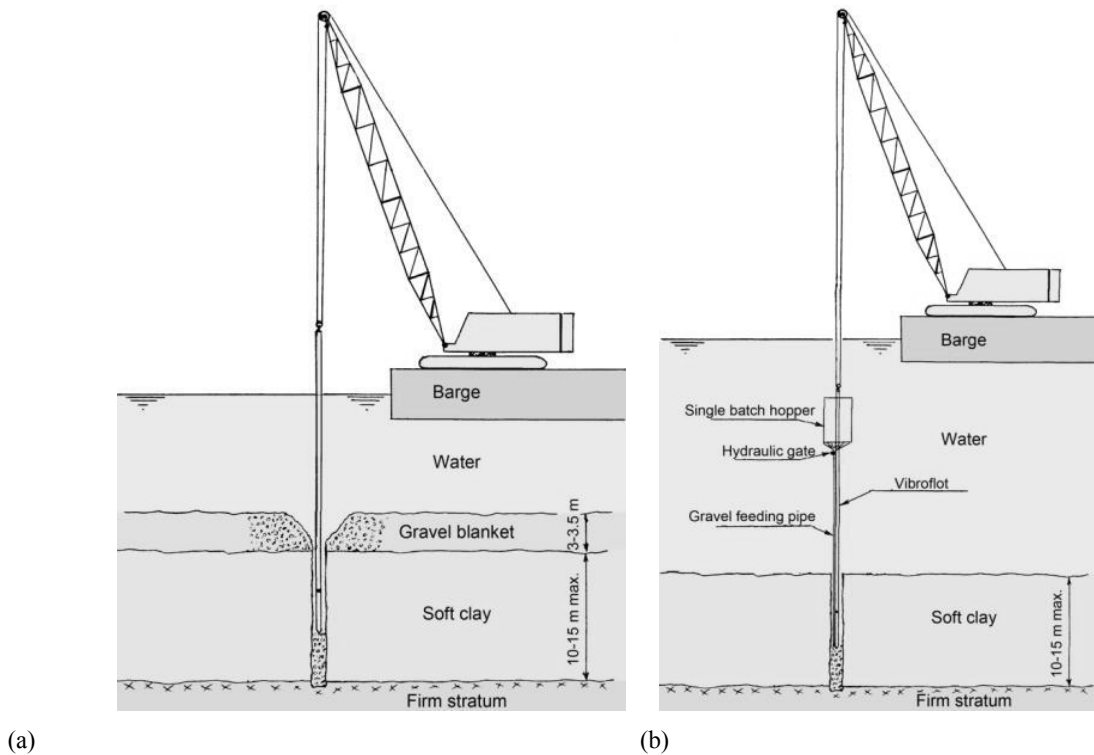 Barge
Water
Gravel blanket
3-3.5 m
Soft clay
10-15 m max.
Firm stratum
(a)
Barge
Single batch hopper
Water
Hydraulic gate
Vibroflot
Gravel feeding pipe
Soft clay
10-15 m max.
Firm stratum
(b)